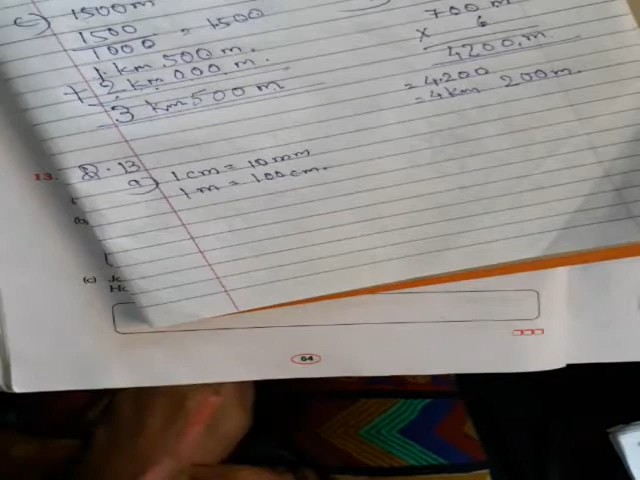 c) 1500m
1500
1000 = 1500
1 km 500 m.
+ 2 km 000 m.
3 km 500 m
700 m
× 6
4200 m
= 4200
= 4 km 200 m.
13.
Q. 13
a) 1 cm = 10 mm
1 m = 100 cm.
(b)
(c)
64